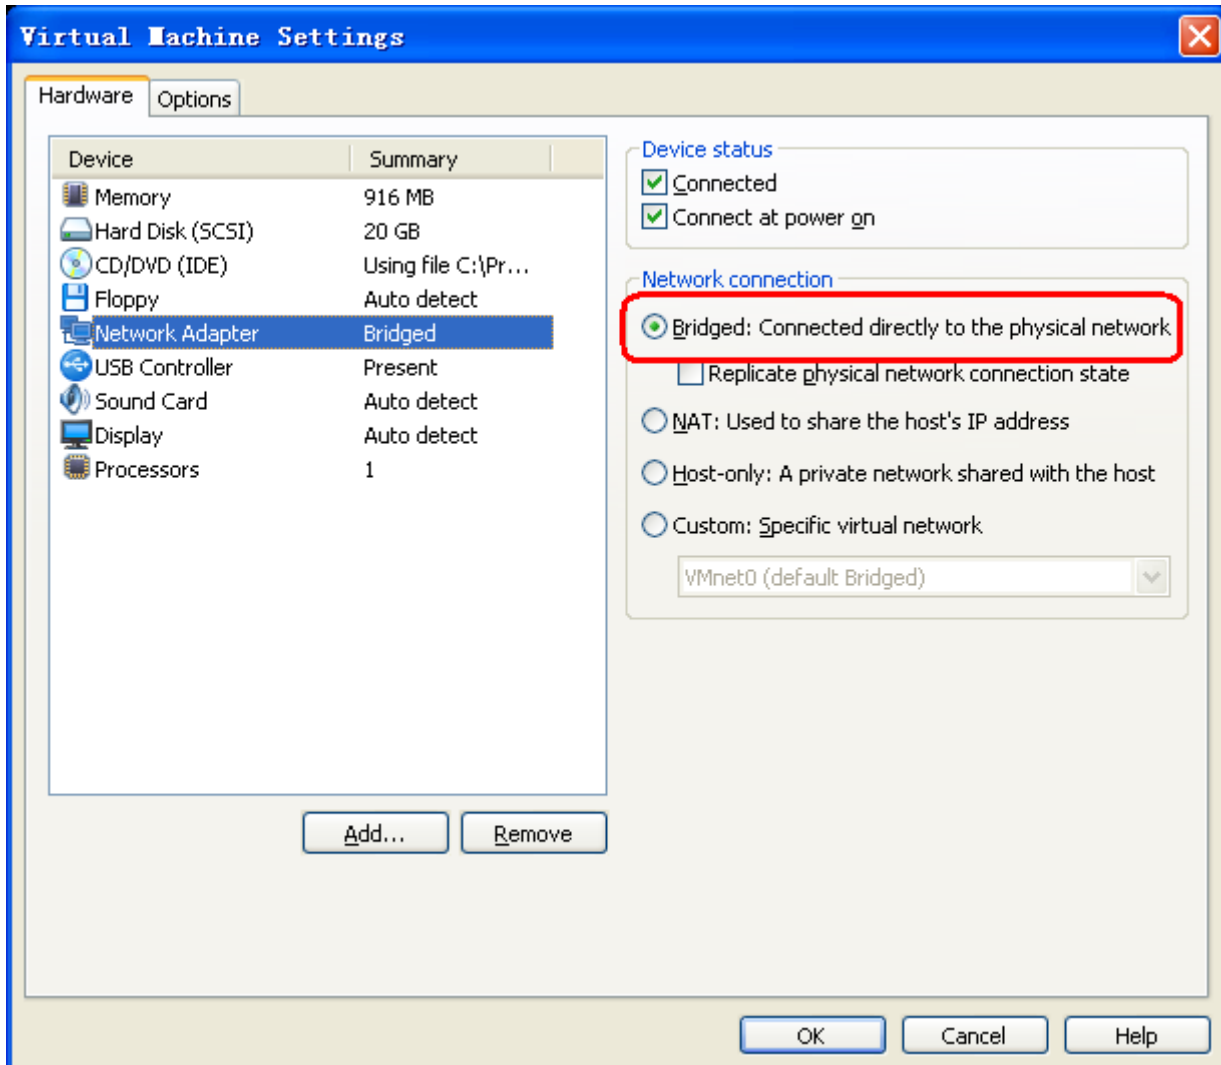 Virtual Machine Settings
Hardware
Options
Device Summary
Memory 916 MB
Hard Disk (SCSI) 20 GB
CD/DVD (IDE) Using file C:\Pr...
Floppy Auto detect
Network Adapter Bridged
USB Controller Present
Sound Card Auto detect
Display Auto detect
Processors 1
Add...
Remove
Device status
Connected
Connect at power on
Network connection
Bridged: Connected directly to the physical network
Replicate physical network connection state
NAT: Used to share the host's IP address
Host-only: A private network shared with the host
Custom: Specific virtual network
VMnet0 (default Bridged)
OK
Cancel
Help